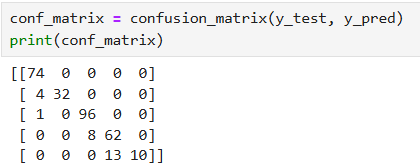 conf_matrix = confusion_matrix(y_test, y_pred)
print(conf_matrix)
[[74  0  0  0  0]
 [ 4 32  0  0  0]
 [ 1  0 96  0  0]
 [ 0  0  8 62  0]
 [ 0  0  0 13 10]]